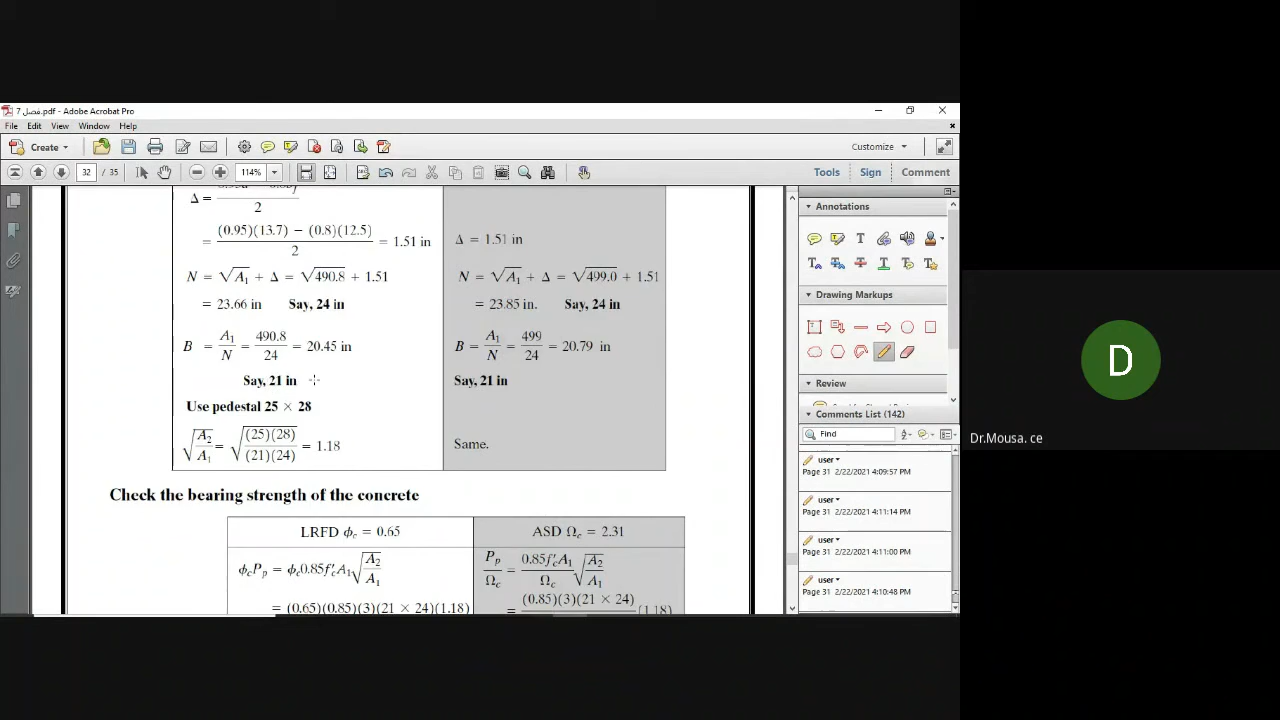 فصل 7.pdf - Adobe Acrobat Pro
File Edit View Window Help
Create
Customize
32 / 35
114%
Tools Sign Comment
Δ =
2
= (0.95)(13.7) − (0.8)(12.5) / 2 = 1.51 in
N = √A₁ + Δ = √490.8 + 1.51
= 23.66 in Say, 24 in
B = A₁/N = 490.8/24 = 20.45 in
Say, 21 in
Use pedestal 25 × 28
√(A₂/A₁) = √((25)(28)/(21)(24)) = 1.18
Δ = 1.51 in
N = √A₁ + Δ = √499.0 + 1.51
= 23.85 in. Say, 24 in
B = A₁/N = 499/24 = 20.79 in
Say, 21 in
Same.
Check the bearing strength of the concrete
LRFD ϕc = 0.65
ϕcPp = ϕc0.85f′cA₁√(A₂/A₁)
= (0.65)(0.85)(3)(21 × 24)(1.18)
ASD Ωc = 2.31
Pp/Ωc = 0.85f′cA₁/Ωc √(A₂/A₁)
= (0.85)(3)(21 × 24) (1.18)
Annotations
Drawing Markups
Review
Comments List (142)
Find
user
Page 31 2/22/2021 4:09:57 PM
user
Page 31 2/22/2021 4:11:14 PM
user
Page 31 2/22/2021 4:11:00 PM
user
Page 31 2/22/2021 4:10:48 PM
D
Dr.Mousa. ce